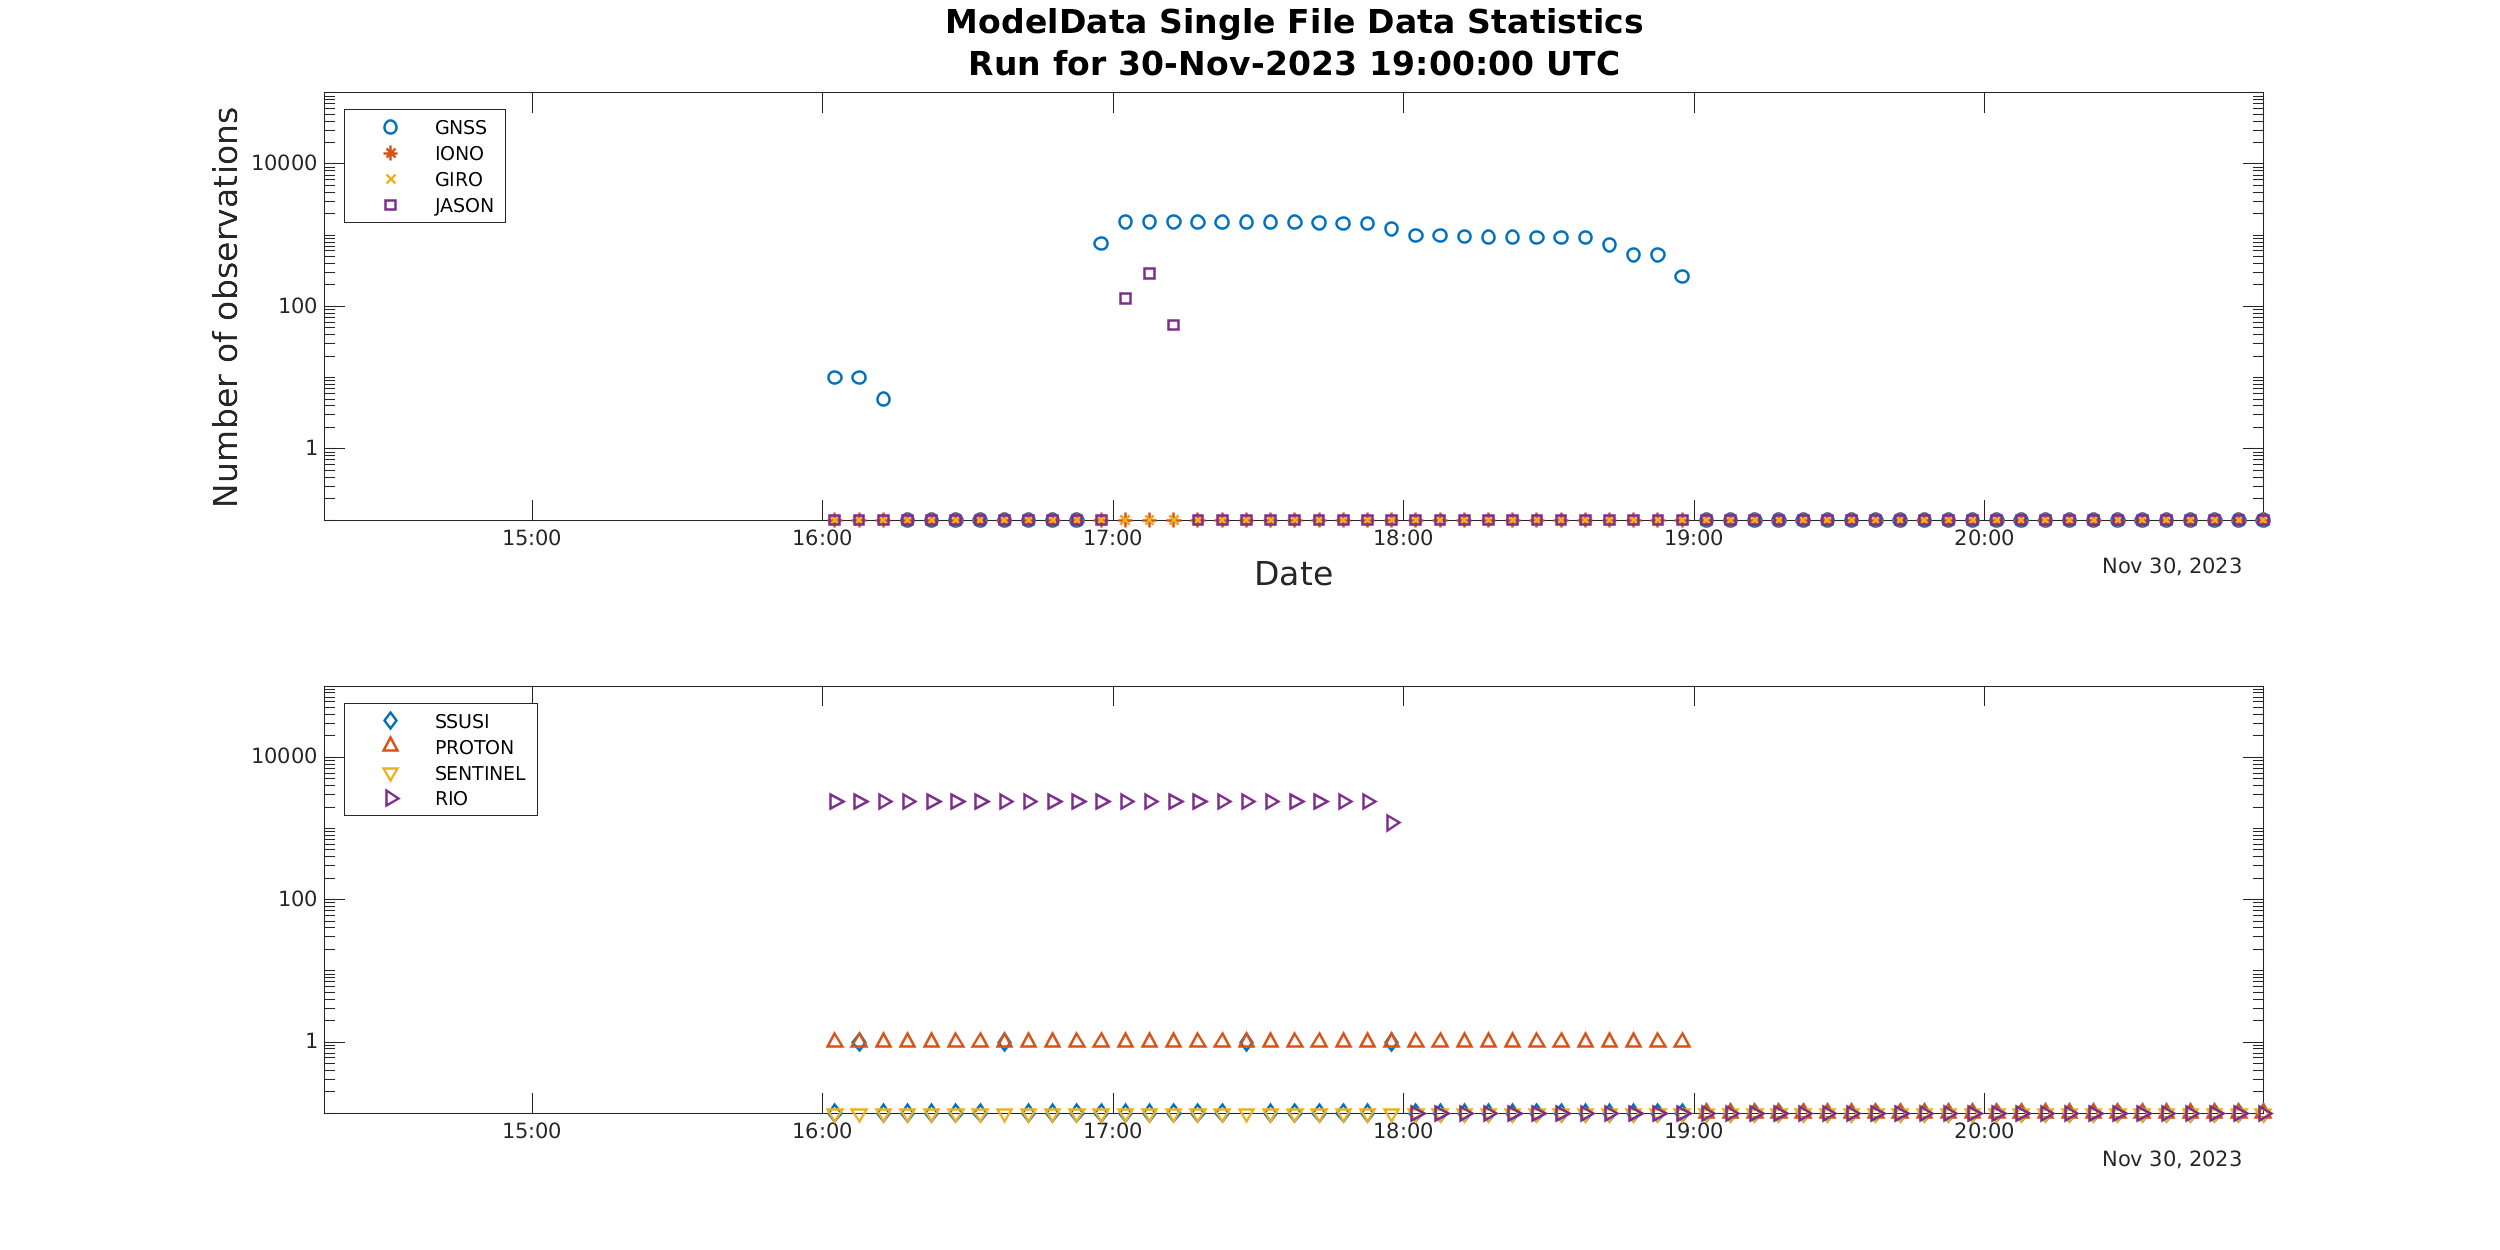 ModelData Single File Data Statistics
Run for 30-Nov-2023 19:00:00 UTC
Number of observations
10000
100
1
GNSS
IONO
GIRO
JASON
15:00 16:00 17:00 18:00 19:00 20:00
Date
Nov 30, 2023
10000
100
1
SSUSI
PROTON
SENTINEL
RIO
15:00 16:00 17:00 18:00 19:00 20:00
Nov 30, 2023